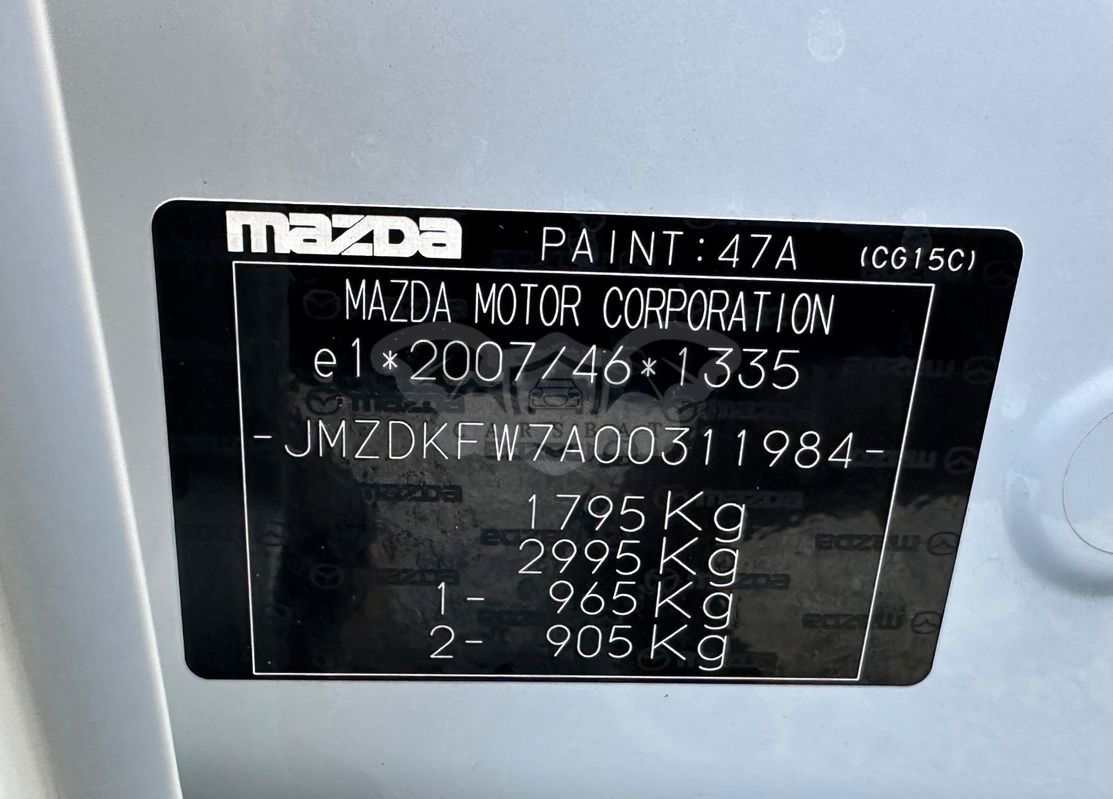 mazda PAINT:47A (CG15C)
MAZDA MOTOR CORPORATION
e1*2007/46*1335
-JMZDKFW7A00311984-
1795Kg
2995Kg
1- 965Kg
2- 905Kg